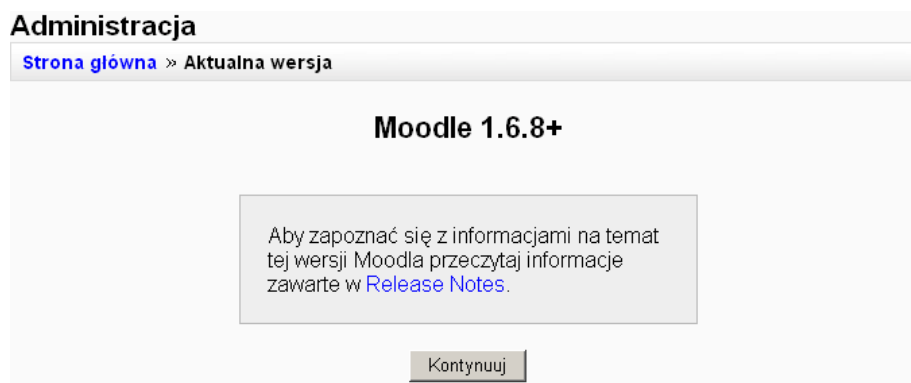 Administracja
Strona główna » Aktualna wersja
Moodle 1.6.8+
Aby zapoznać się z informacjami na temat
tej wersji Moodla przeczytaj informacje
zawarte w Release Notes.
Kontynuuj